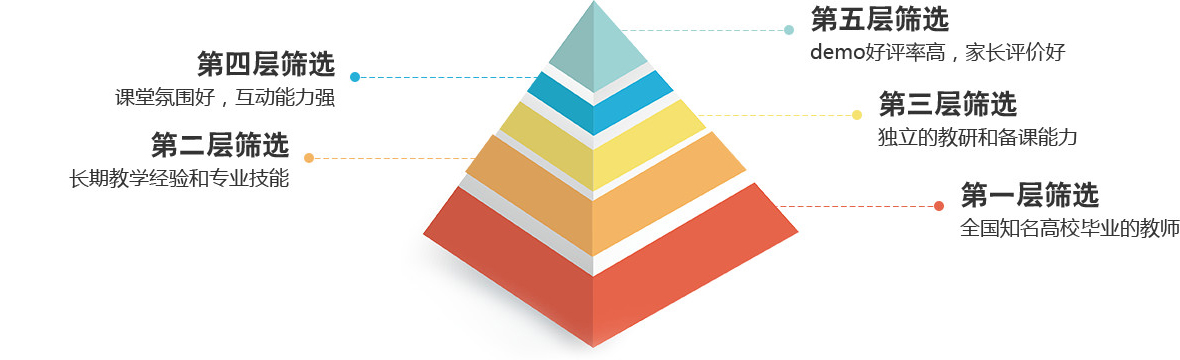 第五层筛选
demo好评率高，家长评价好
第四层筛选
课堂氛围好，互动能力强
第三层筛选
独立的教研和备课能力
第二层筛选
长期教学经验和专业技能
第一层筛选
全国知名高校毕业的教师